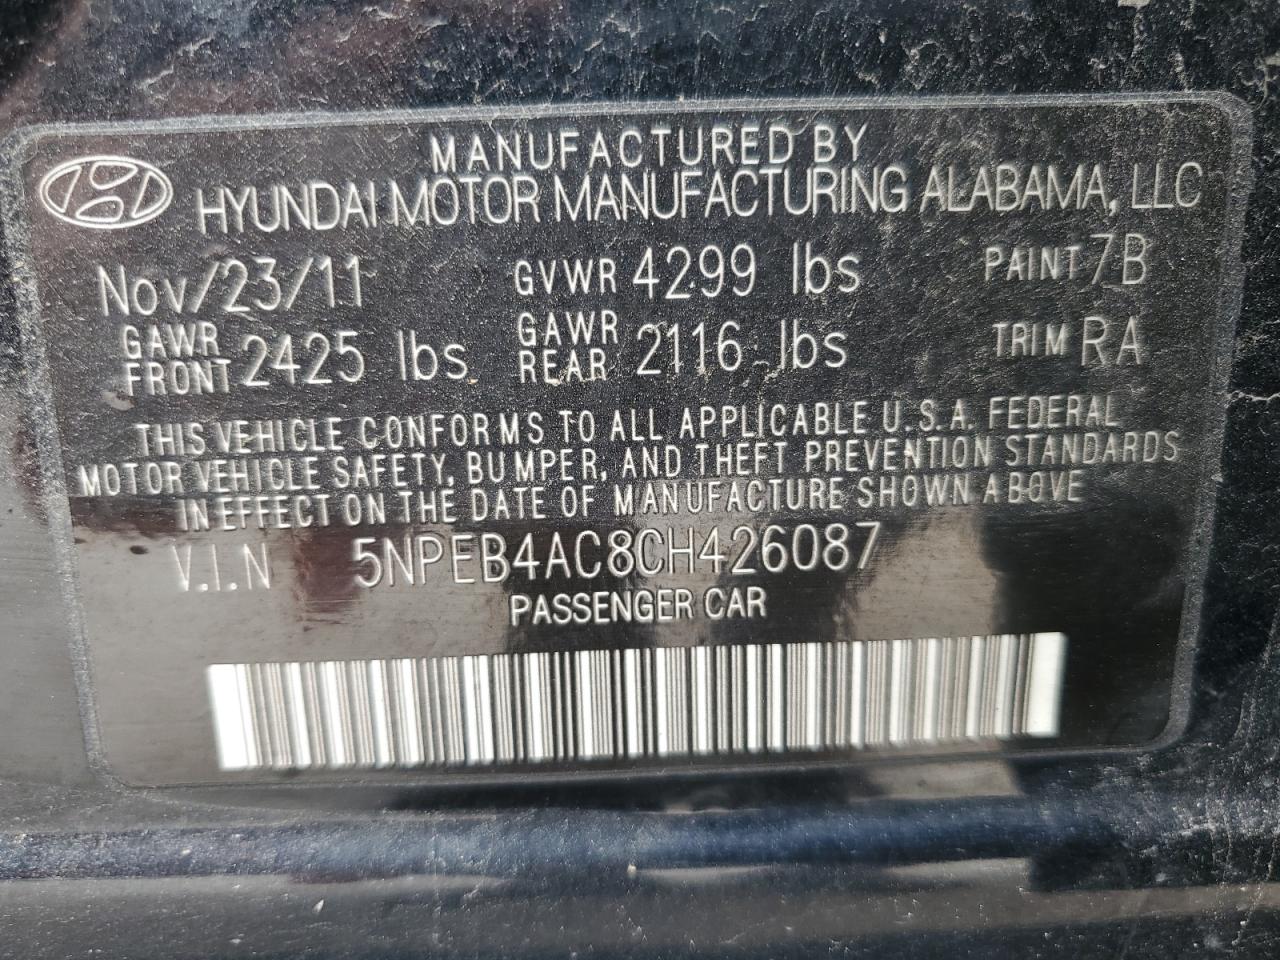 MANUFACTURED BY
HYUNDAI MOTOR MANUFACTURING ALABAMA, LLC
Nov/23/11 GVWR 4299 lbs PAINT 7B
GAWR FRONT 2425 lbs GAWR REAR 2116 lbs TRIM RA
THIS VEHICLE CONFORMS TO ALL APPLICABLE U.S.A. FEDERAL
MOTOR VEHICLE SAFETY, BUMPER, AND THEFT PREVENTION STANDARDS
IN EFFECT ON THE DATE OF MANUFACTURE SHOWN ABOVE
V.I.N 5NPEB4AC8CH426087
PASSENGER CAR